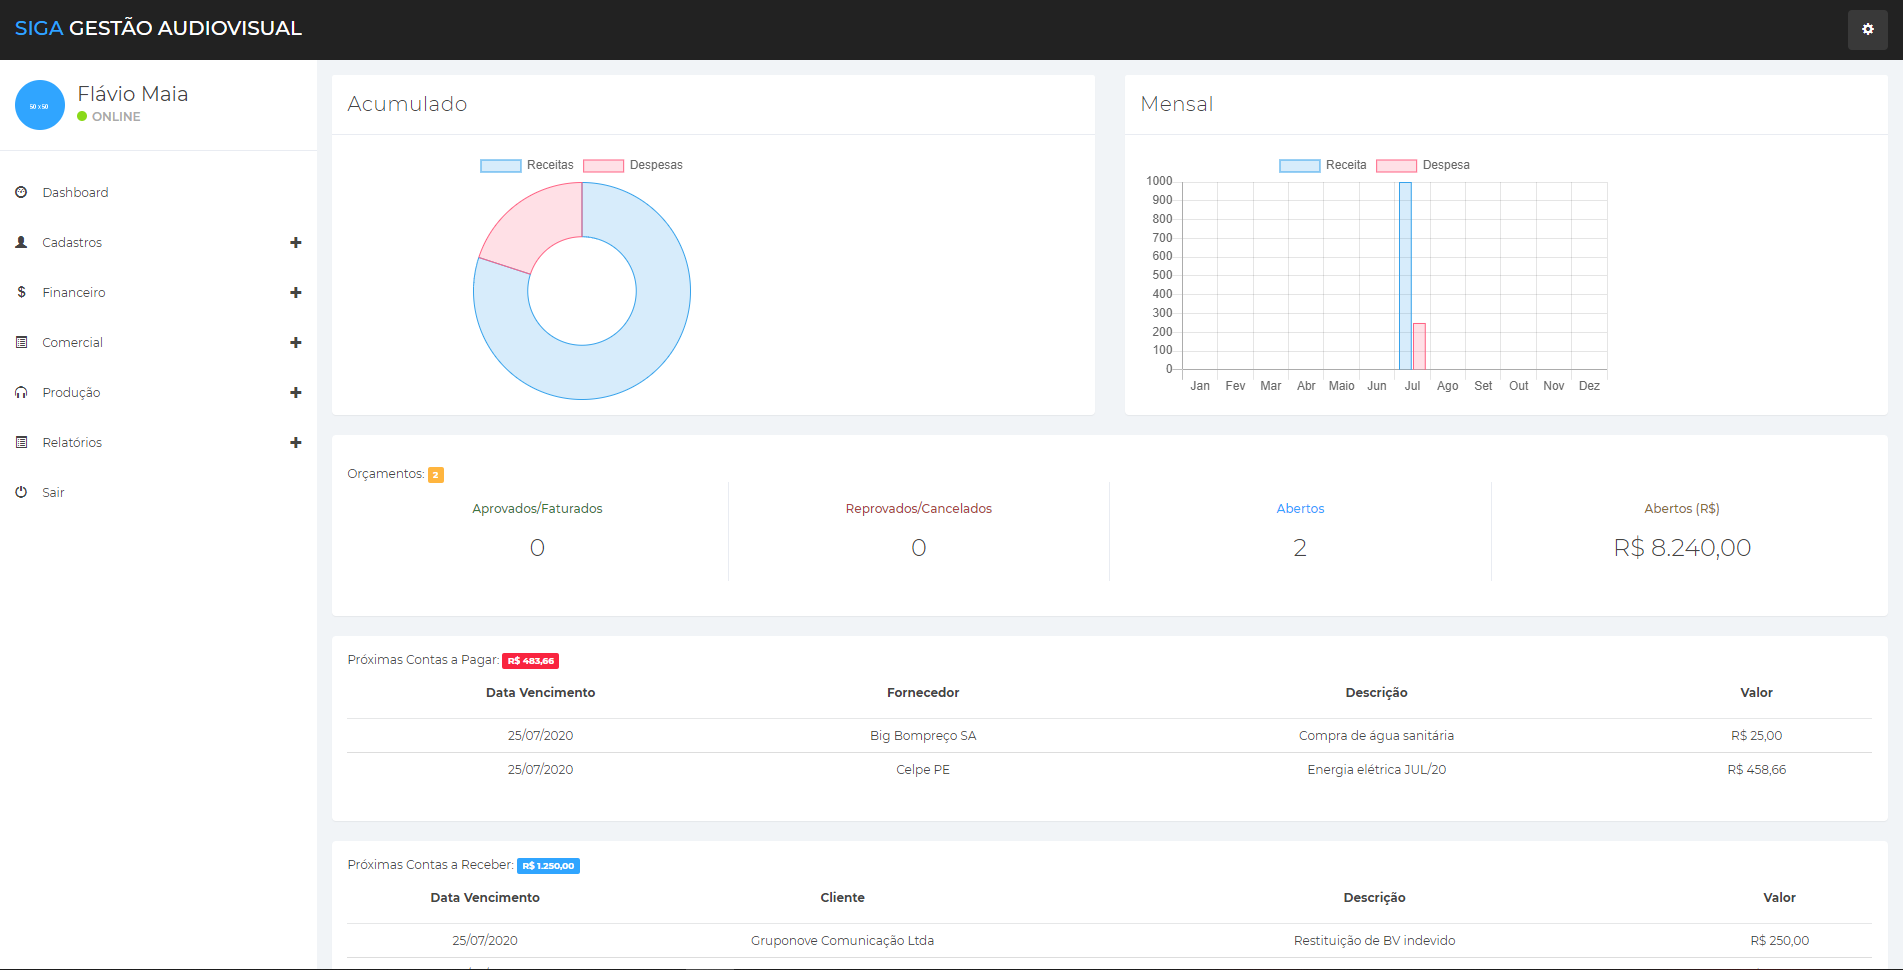 SIGA GESTÃO AUDIOVISUAL
50 x 50
Flávio Maia
ONLINE
Dashboard
Cadastros
Financeiro
Comercial
Produção
Relatórios
Sair
Acumulado
Receitas Despesas
Mensal
Receita Despesa
1000
900
800
700
600
500
400
300
200
100
0
Jan Fev Mar Abr Maio Jun Jul Ago Set Out Nov Dez
Orçamentos: 2
Aprovados/Faturados Reprovados/Cancelados Abertos Abertos (R$)
0 0 2 R$ 8.240,00
Próximas Contas a Pagar: R$ 483,66
Data Vencimento Fornecedor Descrição Valor
25/07/2020 Big Bompreço SA Compra de água sanitária R$ 25,00
25/07/2020 Celpe PE Energia elétrica JUL/20 R$ 458,66
Próximas Contas a Receber: R$ 1.250,00
Data Vencimento Cliente Descrição Valor
25/07/2020 Gruponove Comunicação Ltda Restituição de BV indevido R$ 250,00